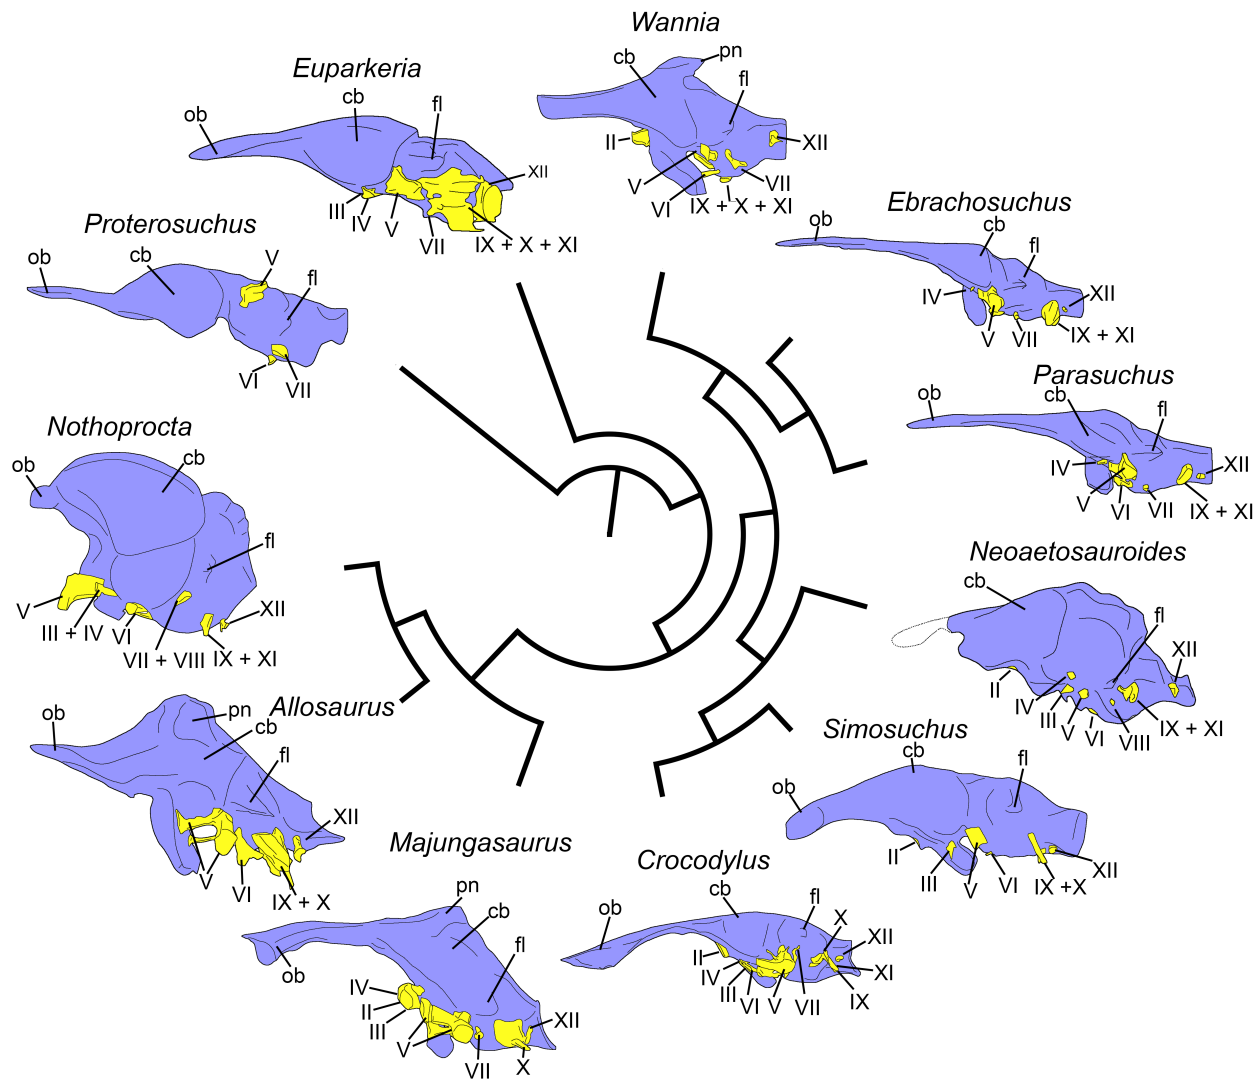 Wannia
cb
pn
fl
II
XII
V
VII
VI
IX + X + XI
Euparkeria
cb
fl
ob
XII
III
IV
V
VII
IX + X + XI
Ebrachosuchus
ob
cb
fl
IV
XII
V
VII
IX + XI
Proterosuchus
ob
cb
V
fl
VI
VII
Parasuchus
ob
cb
fl
IV
XII
V
VI
VII
IX + XI
Nothoprocta
ob
cb
fl
V
III + IV
VI
XII
VII + VIII
IX + XI
Neoaetosauroides
cb
fl
XII
II
IV
III
V
VI
VIII
IX + XI
Allosaurus
ob
pn
cb
fl
XII
V
VI
IX + X
Simosuchus
cb
fl
ob
II
III
V
VI
IX +X
XII
Majungasaurus
pn
cb
fl
ob
IV
II
III
V
VII
X
XII
Crocodylus
cb
ob
fl
X
XII
II
IV
III
VI
V
VII
IX
XI